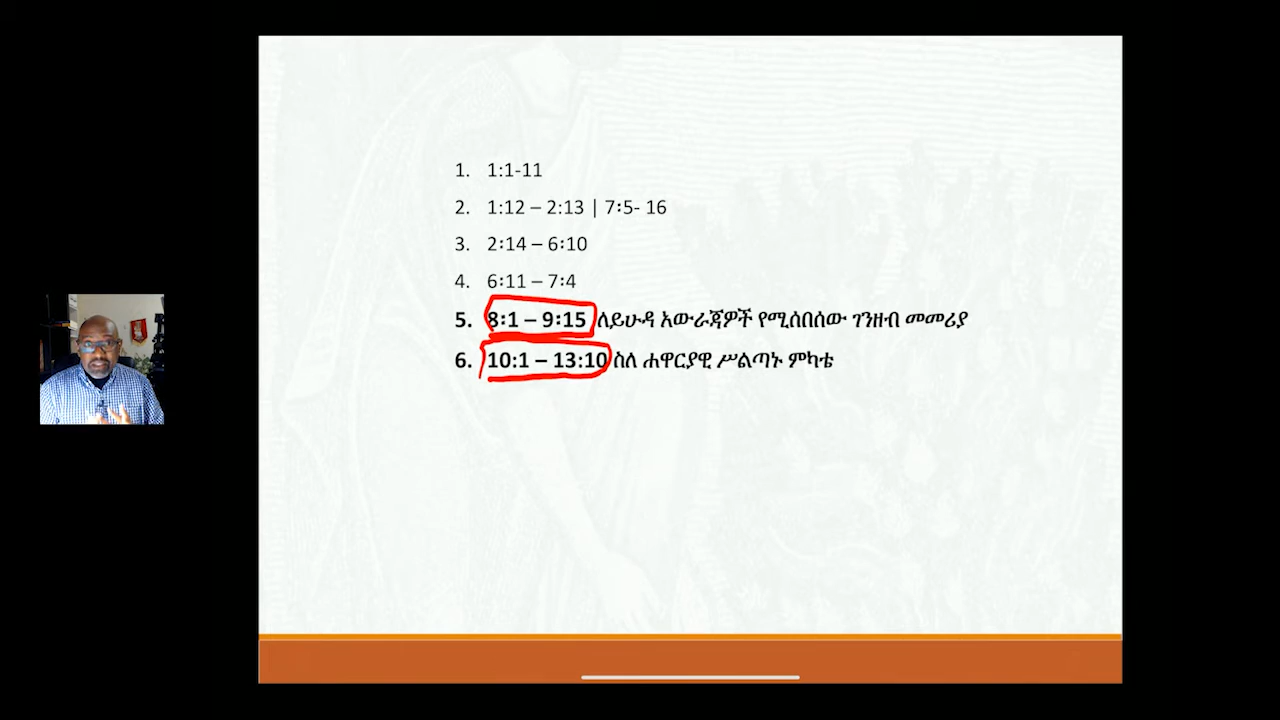 1. 1:1-11
2. 1:12 – 2:13 | 7፡5- 16
3. 2:14 – 6፡10
4. 6፡11 – 7፡4
5. 8፡1 – 9፡15 ለይሁዳ አውራጃዎች የሚሰበሰው ገንዘብ መመሪያ
6. 10:1 – 13:10 ስለ ሐዋርያዊ ሥልጣኑ ምካቴ